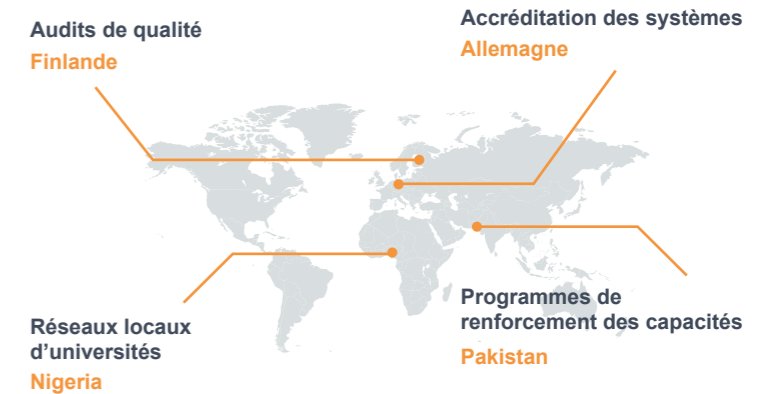 Audits de qualité
Finlande
Accréditation des systèmes
Allemagne
Réseaux locaux
d’universités
Nigeria
Programmes de
renforcement des capacités
Pakistan